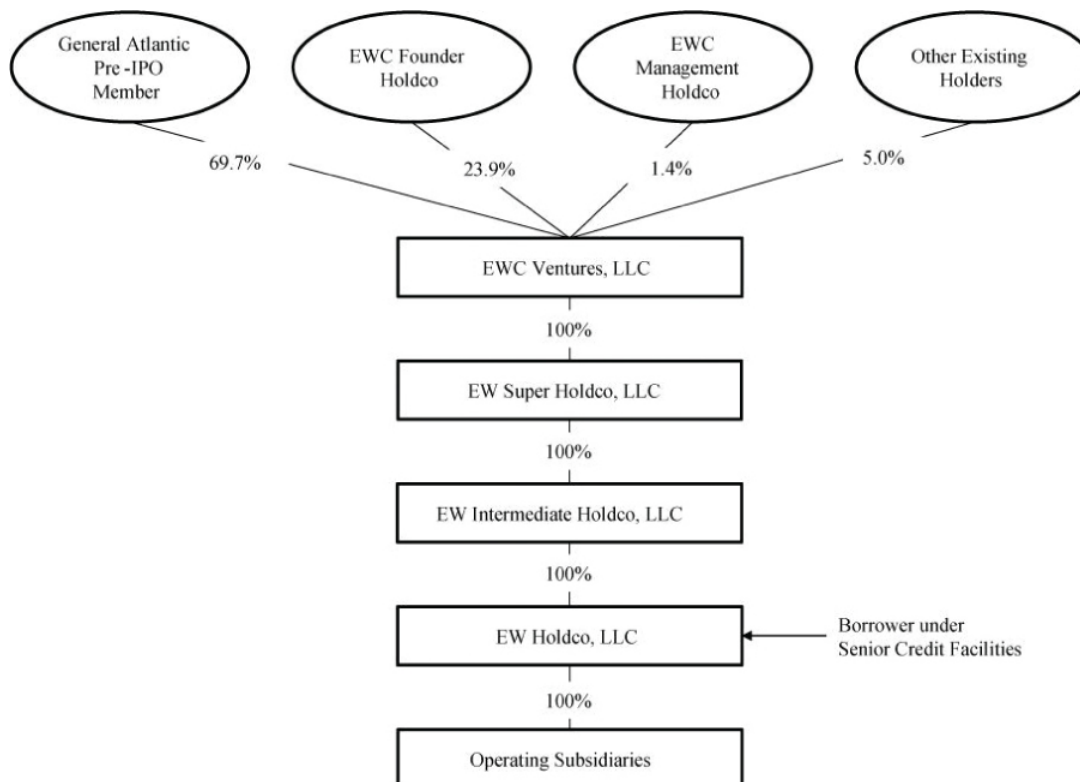 General Atlantic
Pre -IPO
Member
EWC Founder
Holdco
EWC
Management
Holdco
Other Existing
Holders
69.7%
23.9%
1.4%
5.0%
EWC Ventures, LLC
100%
EW Super Holdco, LLC
100%
EW Intermediate Holdco, LLC
100%
EW Holdco, LLC
Borrower under
Senior Credit Facilities
100%
Operating Subsidiaries